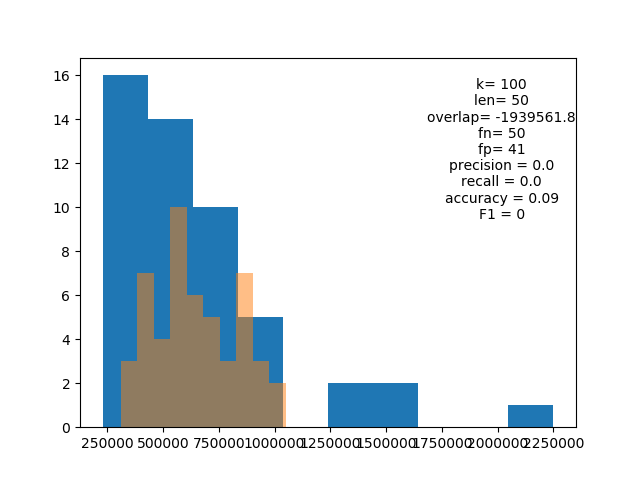 16
14
12
10
8
6
4
2
0
k= 100
len= 50
overlap= -1939561.8
fn= 50
fp= 41
precision = 0.0
recall = 0.0
accuracy = 0.09
F1 = 0
250000 500000 750000 1000000 1250000 1500000 1750000 2000000 2250000